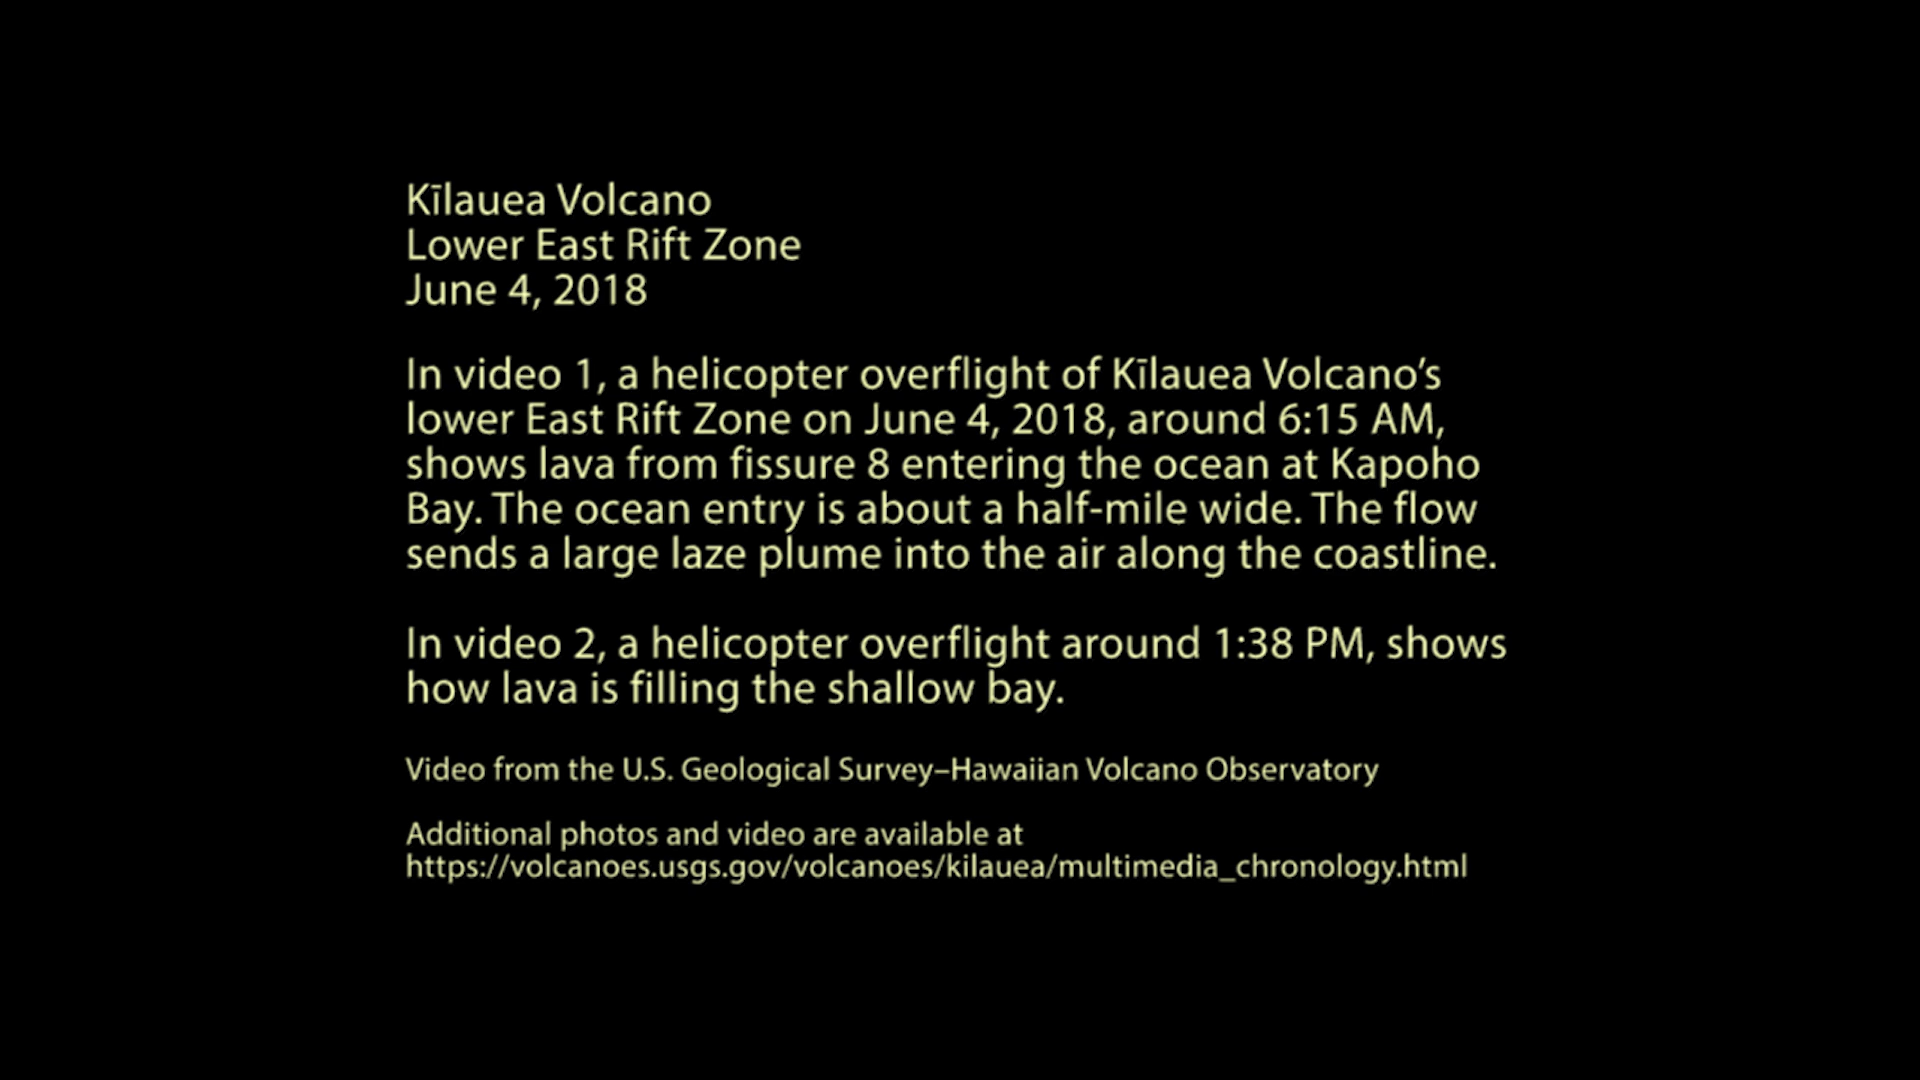 Kīlauea Volcano
Lower East Rift Zone
June 4, 2018
In video 1, a helicopter overflight of Kīlauea Volcano’s
lower East Rift Zone on June 4, 2018, around 6:15 AM,
shows lava from fissure 8 entering the ocean at Kapoho
Bay. The ocean entry is about a half-mile wide. The flow
sends a large laze plume into the air along the coastline.
In video 2, a helicopter overflight around 1:38 PM, shows
how lava is filling the shallow bay.
Video from the U.S. Geological Survey–Hawaiian Volcano Observatory
Additional photos and video are available at
https://volcanoes.usgs.gov/volcanoes/kilauea/multimedia_chronology.html